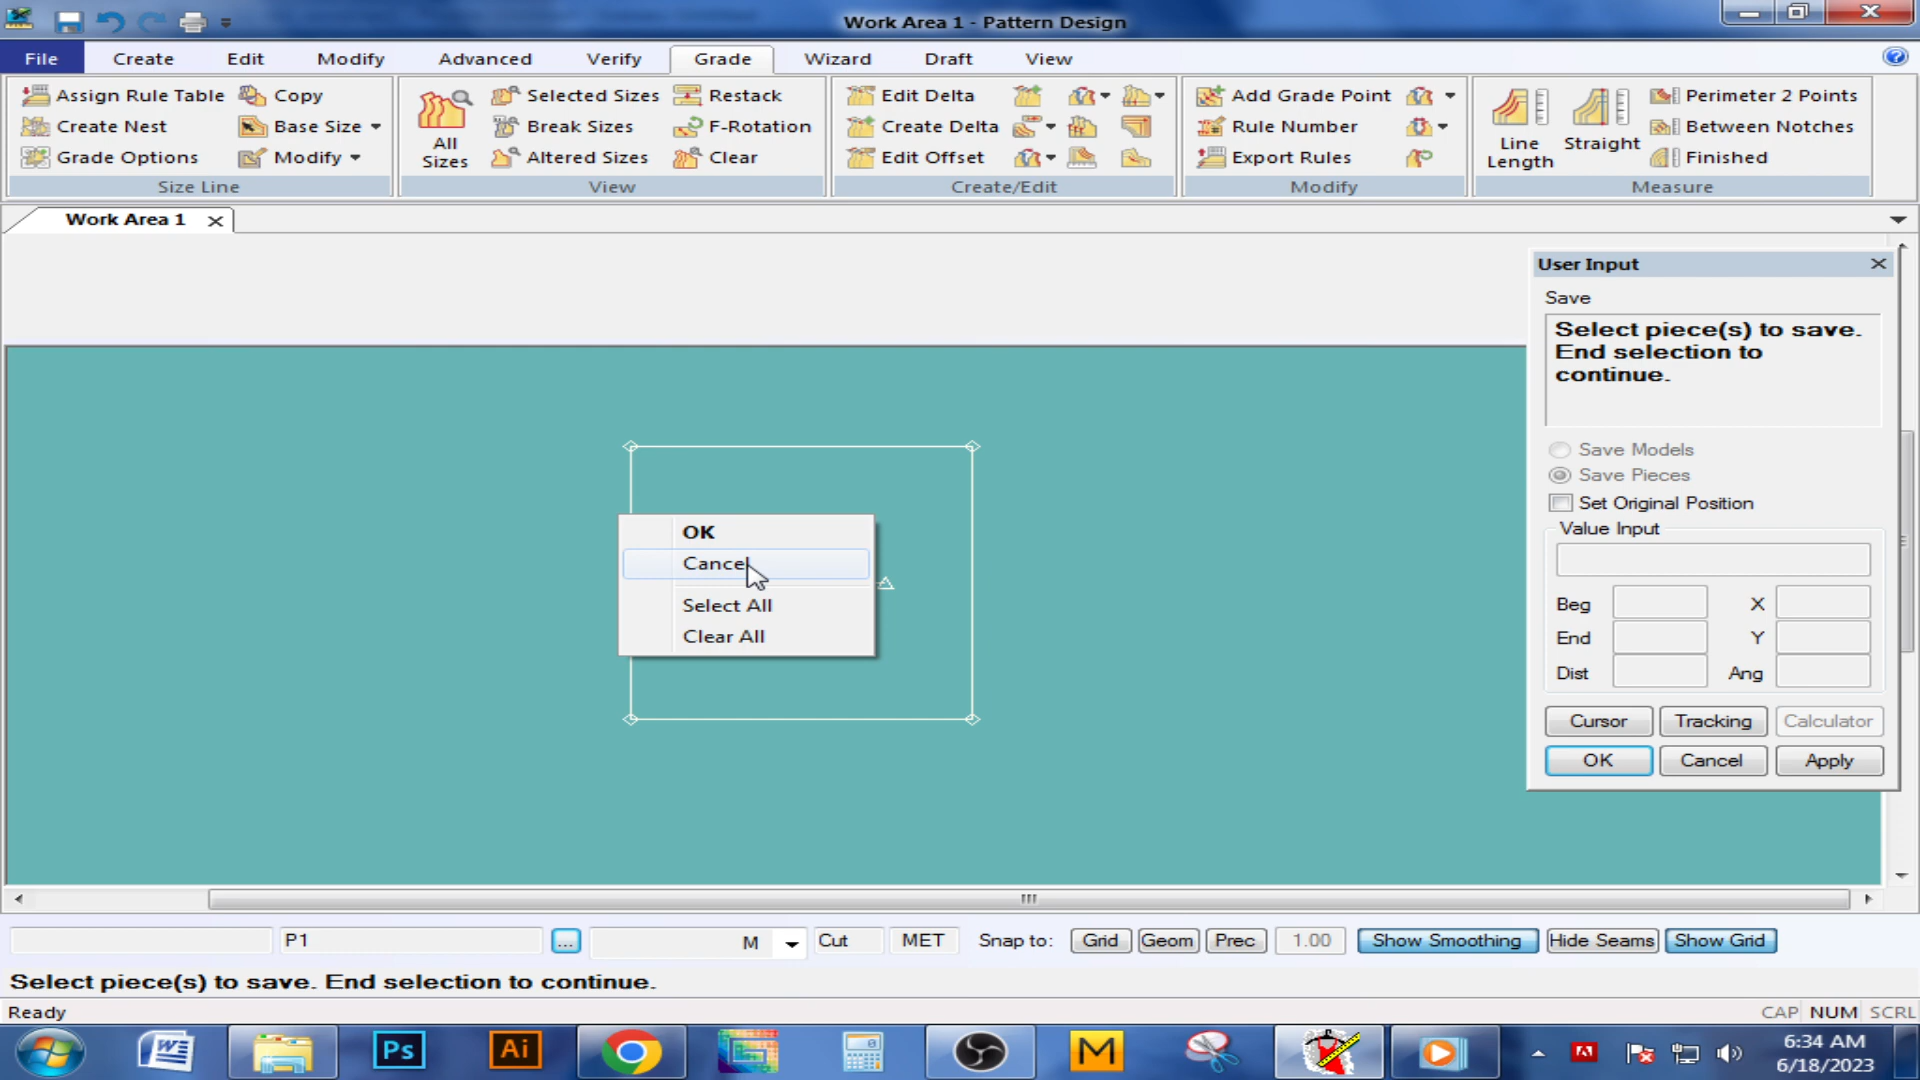 Work Area 1 - Pattern Design
File Create Edit Modify Advanced Verify Grade Wizard Draft View
Assign Rule Table Copy Selected Sizes Restack Edit Delta Add Grade Point Perimeter 2 Points
Create Nest Base Size Break Sizes F-Rotation Create Delta Rule Number Between Notches
Grade Options Modify All Sizes Altered Sizes Clear Edit Offset Export Rules Line Length Straight Finished
Size Line View Create/Edit Modify Measure
Work Area 1
User Input
Save
Select piece(s) to save.
End selection to
continue.
Save Models
Save Pieces
Set Original Position
Value Input
Beg X
End Y
Dist Ang
Cursor Tracking Calculator
OK Cancel Apply
OK
Cancel
Select All
Clear All
P1 ... M Cut MET Snap to: Grid Geom Prec 1.00 Show Smoothing Hide Seams Show Grid
Select piece(s) to save. End selection to continue.
Ready CAP NUM SCRL
Ps Ai M
6:34 AM
6/18/2023